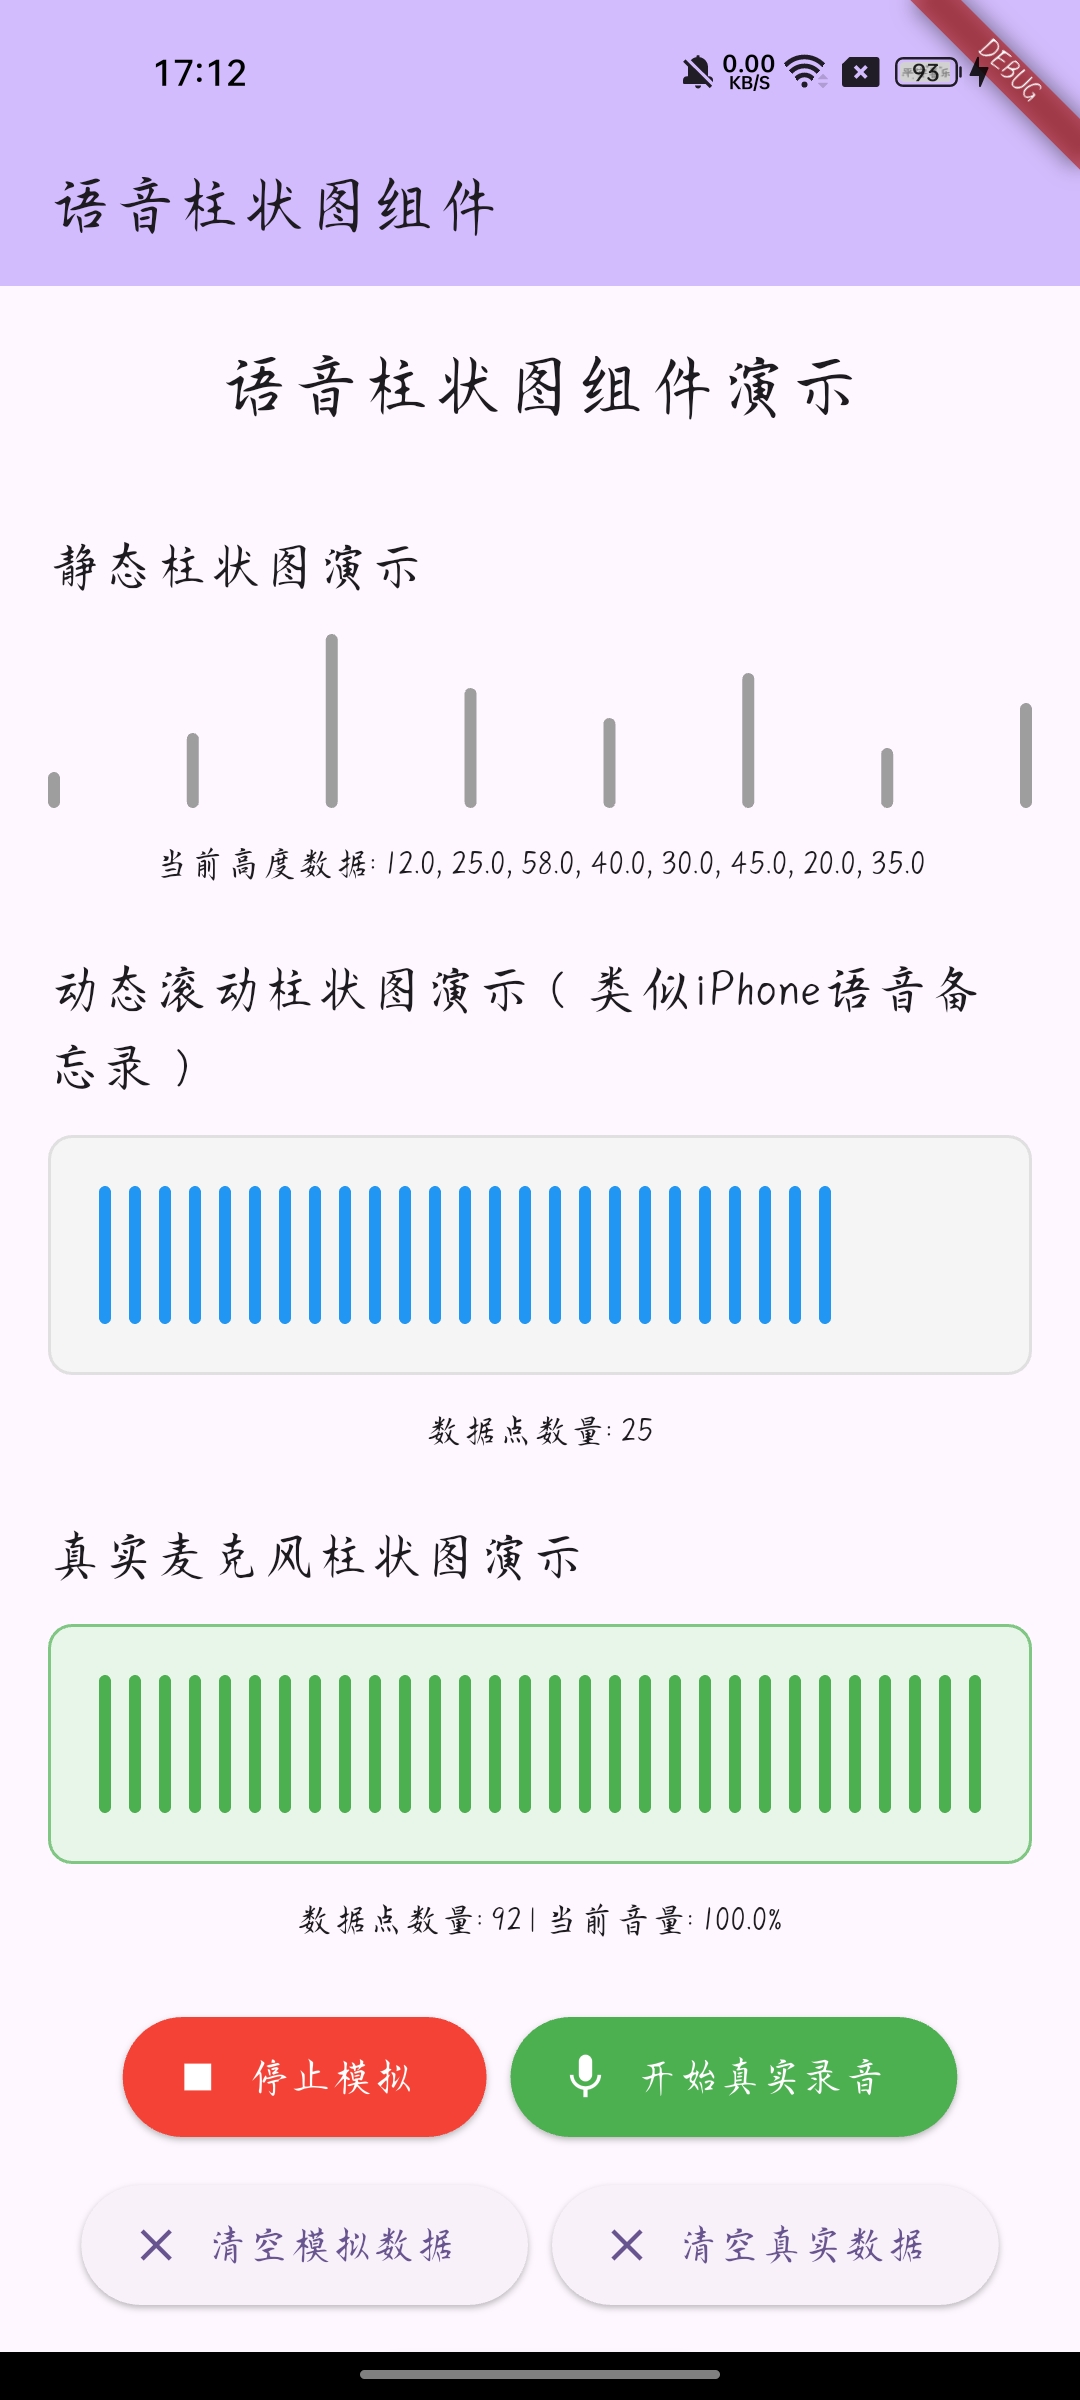 17:12
0.00
KB/S
93
DEBUG
语音柱状图组件
语音柱状图组件演示
静态柱状图演示
当前高度数据: 12.0, 25.0, 58.0, 40.0, 30.0, 45.0, 20.0, 35.0
动态滚动柱状图演示（类似iPhone语音备
忘录）
数据点数量: 25
真实麦克风柱状图演示
数据点数量: 92 | 当前音量: 100.0%
停止模拟
开始真实录音
清空模拟数据
清空真实数据